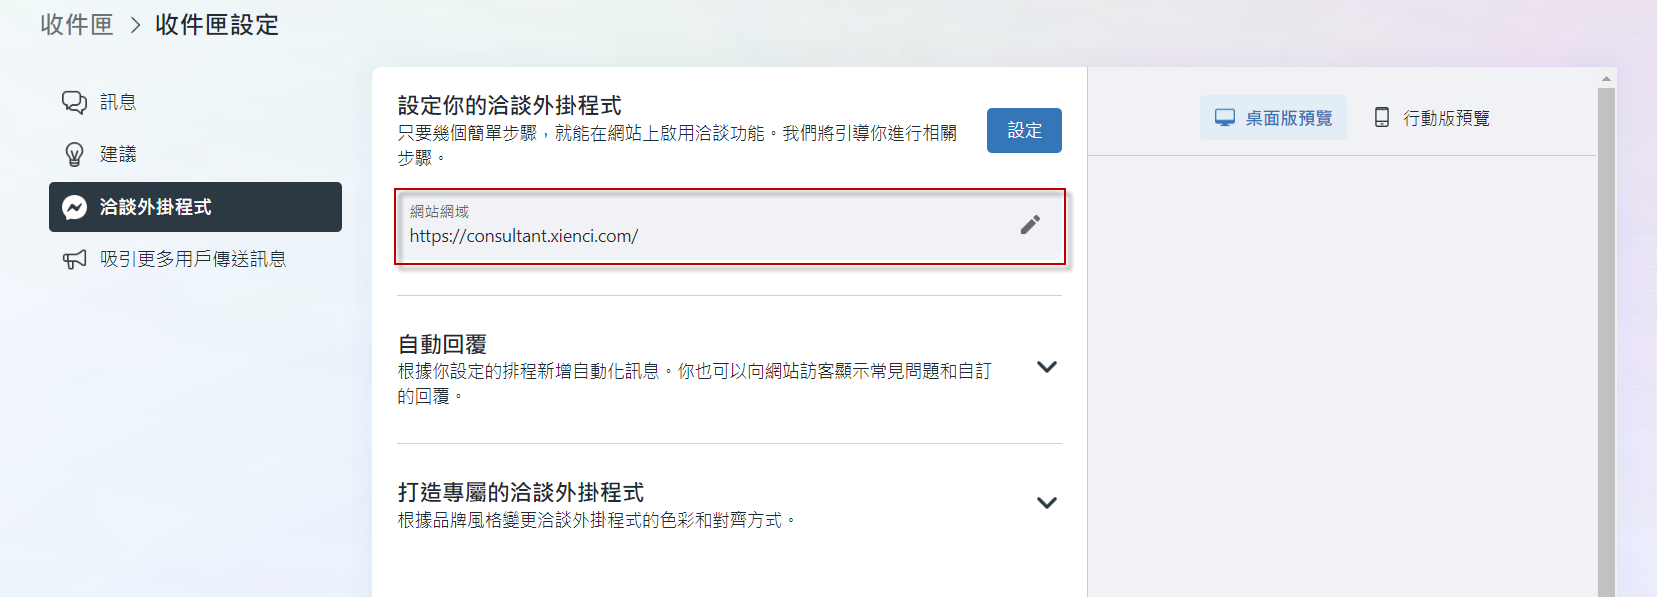 收件匣 > 收件匣設定
訊息
建議
洽談外掛程式
吸引更多用戶傳送訊息
設定你的洽談外掛程式
只要幾個簡單步驟，就能在網站上啟用洽談功能。我們將引導你進行相關
步驟。
設定
網站網域
https://consultant.xienci.com/
自動回覆
根據你設定的排程新增自動化訊息。你也可以向網站訪客顯示常見問題和自訂
的回覆。
打造專屬的洽談外掛程式
根據品牌風格變更洽談外掛程式的色彩和對齊方式。
桌面版預覽
行動版預覽